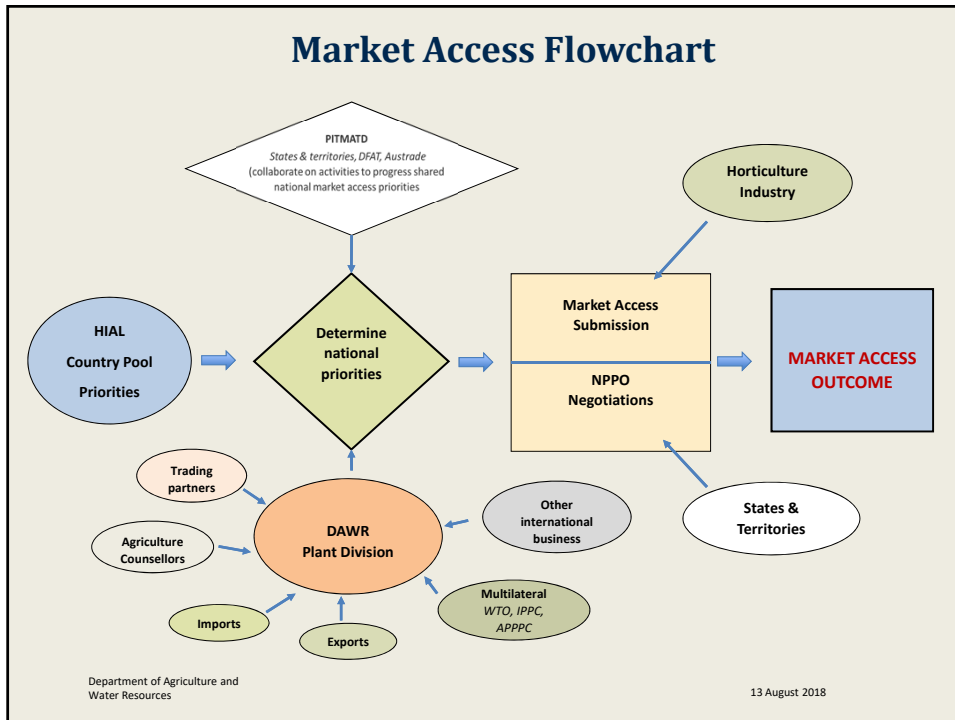 Market Access Flowchart
PITMATD
States & territories, DFAT, Austrade
(collaborate on activities to progress shared
national market access priorities
Horticulture
Industry
HIAL
Country Pool
Priorities
Determine
national
priorities
Market Access
Submission
NPPO
Negotiations
MARKET ACCESS
OUTCOME
Trading
partners
Agriculture
Counsellors
Imports
Exports
DAWR
Plant Division
Other
international
business
Multilateral
WTO, IPPC,
APPPC
States &
Territories
Department of Agriculture and
Water Resources
13 August 2018